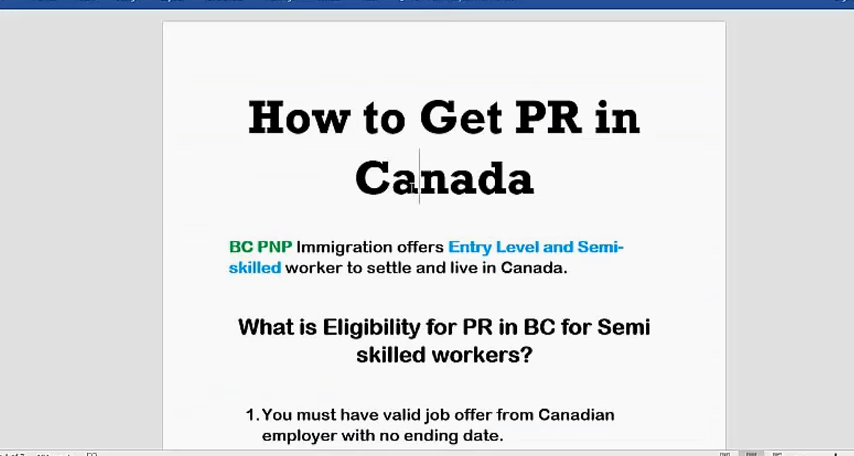 How to Get PR in
Canada
BC PNP Immigration offers Entry Level and Semi-
skilled worker to settle and live in Canada.
What is Eligibility for PR in BC for Semi
skilled workers?
1. You must have valid job offer from Canadian
employer with no ending date.